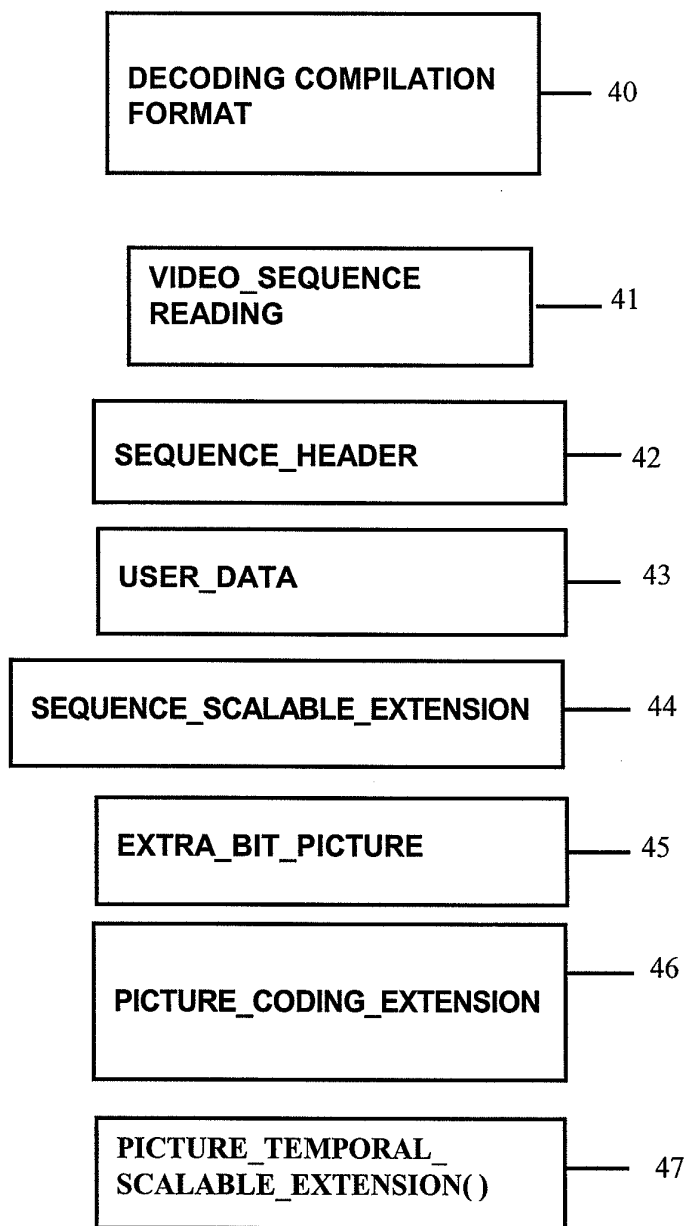 DECODING COMPILATION
FORMAT
40
VIDEO_SEQUENCE
READING
41
SEQUENCE_HEADER
42
USER_DATA
43
SEQUENCE_SCALABLE_EXTENSION
44
EXTRA_BIT_PICTURE
45
PICTURE_CODING_EXTENSION
46
PICTURE_TEMPORAL_
SCALABLE_EXTENSION( )
47